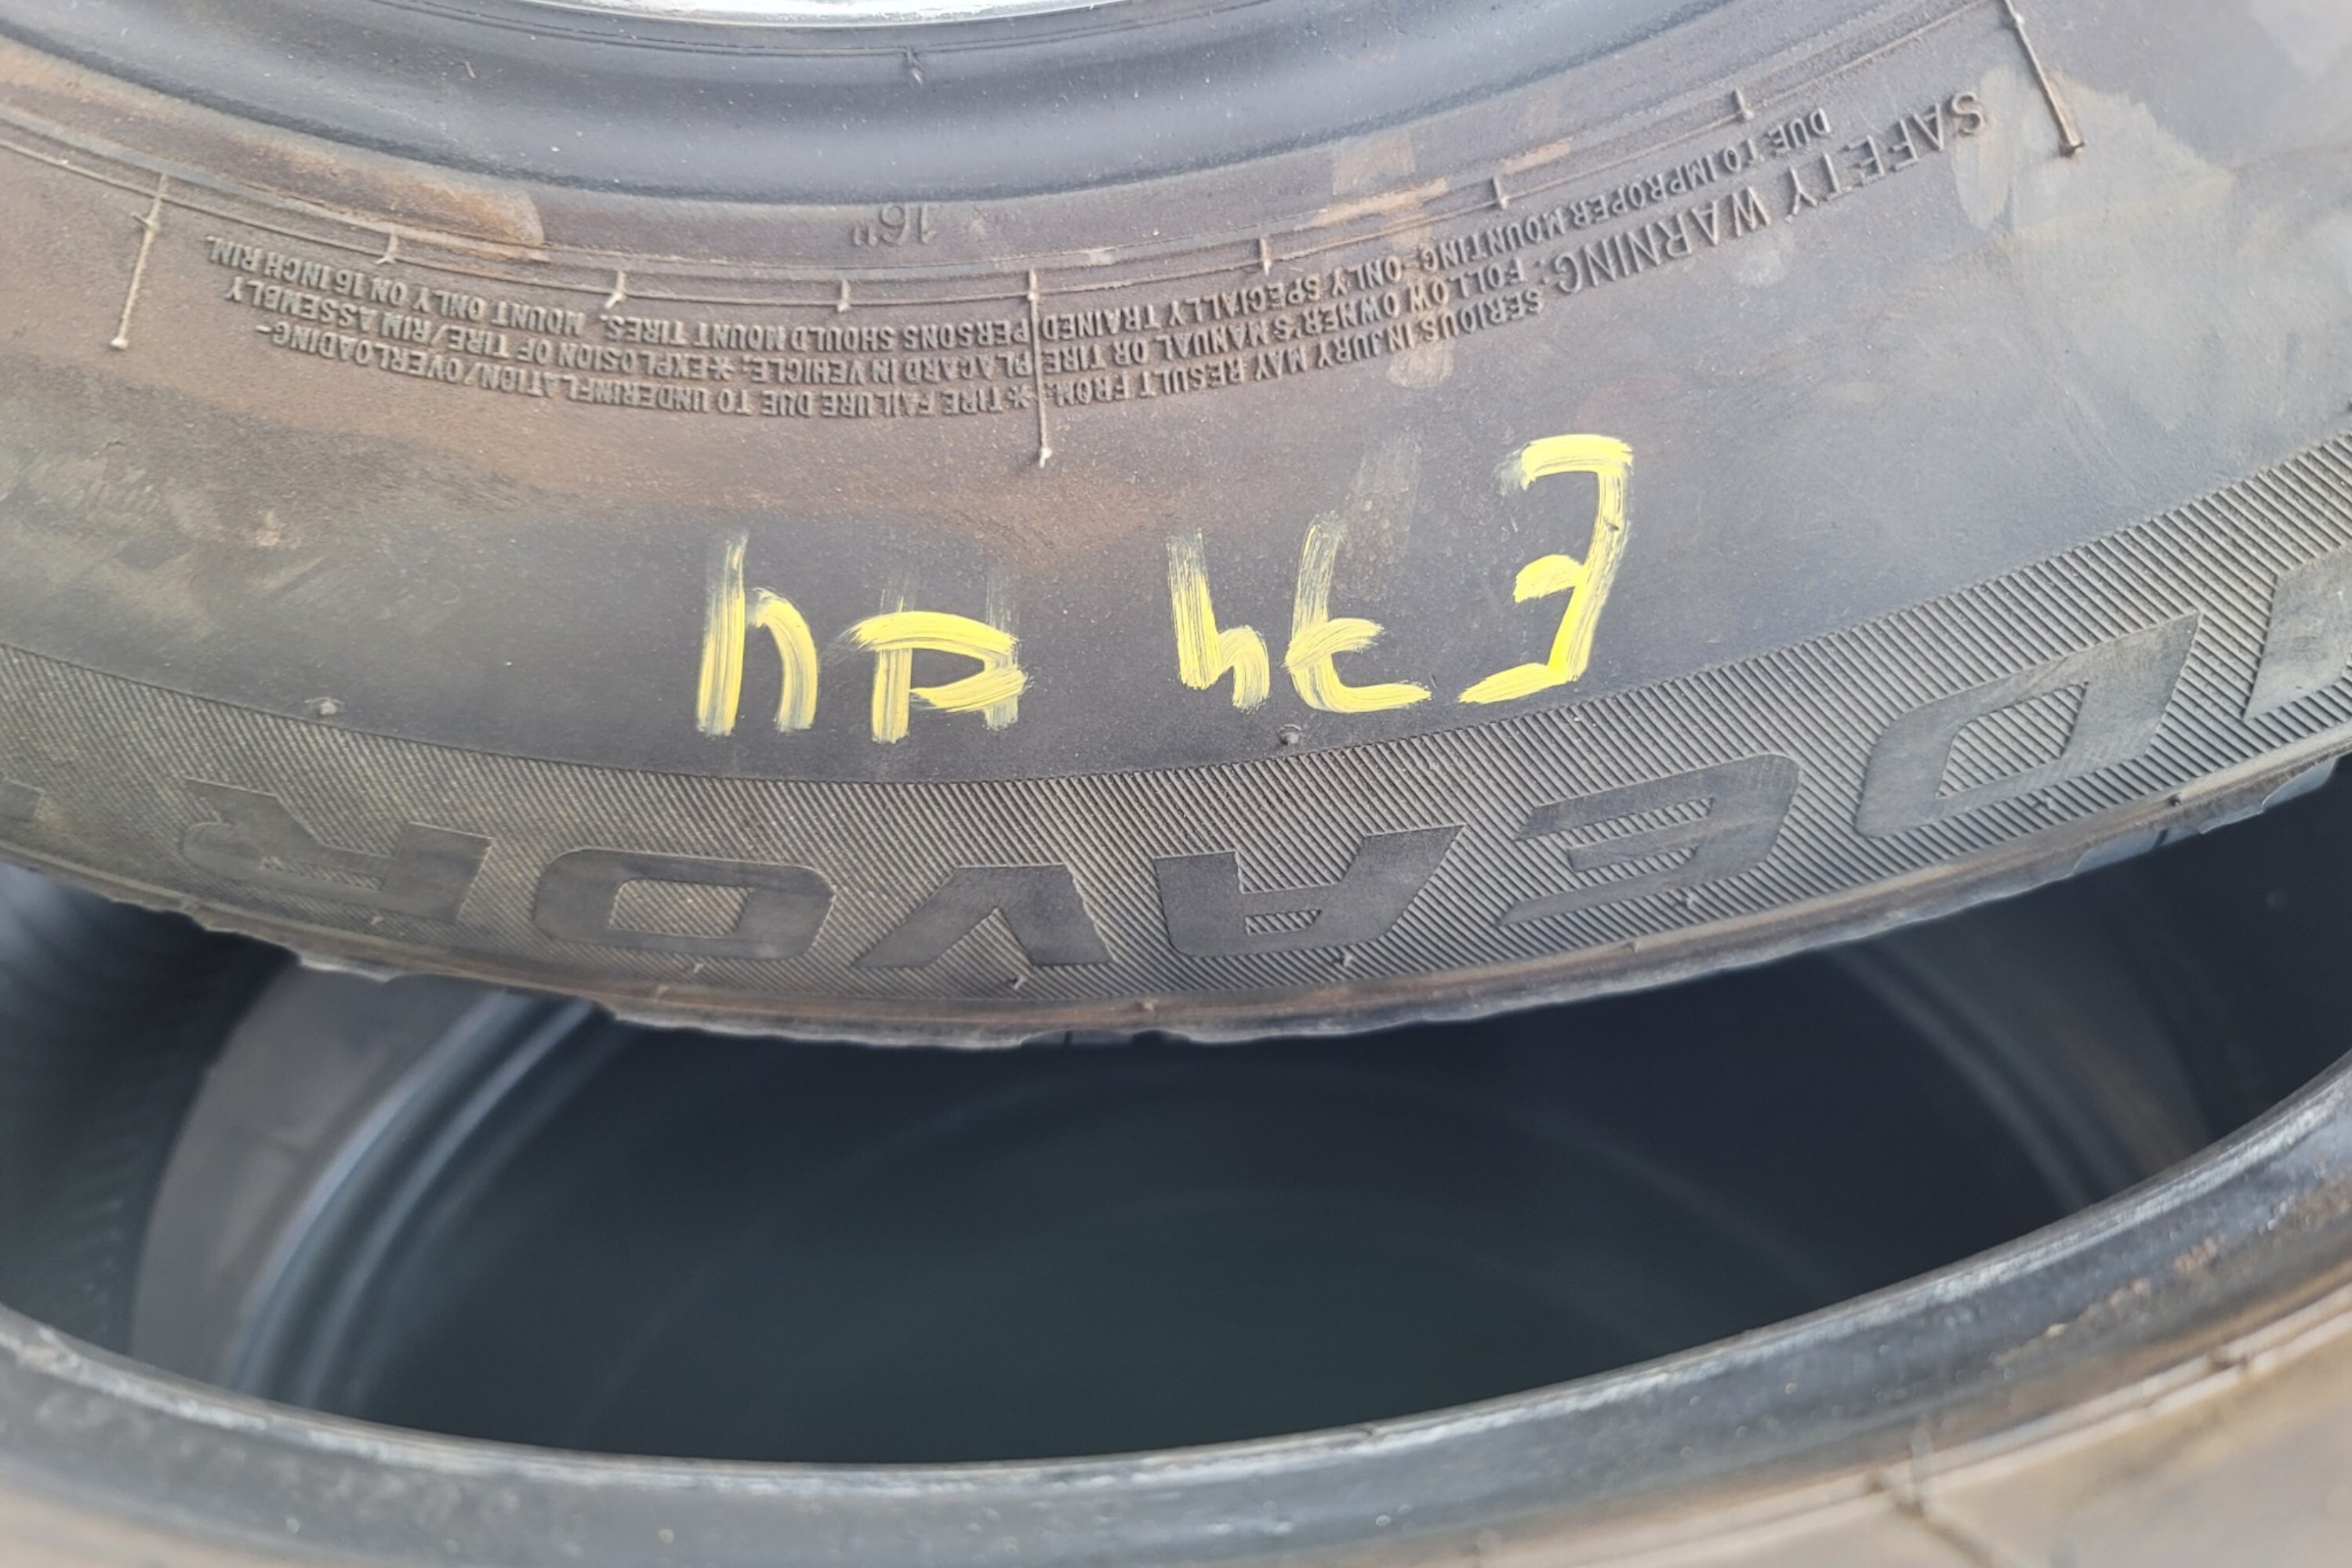 SAFETY WARNING: SERIOUS INJURY MAY RESULT FROM: *TIRE FAILURE DUE TO UNDERINFLATION/OVERLOADING-
FOLLOW OWNER'S MANUAL OR TIRE PLACARD IN VEHICLE. *EXPLOSION OF TIRE/RIM ASSEMBLY
DUE TO IMPROPER MOUNTING-ONLY SPECIALLY TRAINED PERSONS SHOULD MOUNT TIRES. MOUNT ONLY ON 16 INCH RIM.
16"
DEAVOR